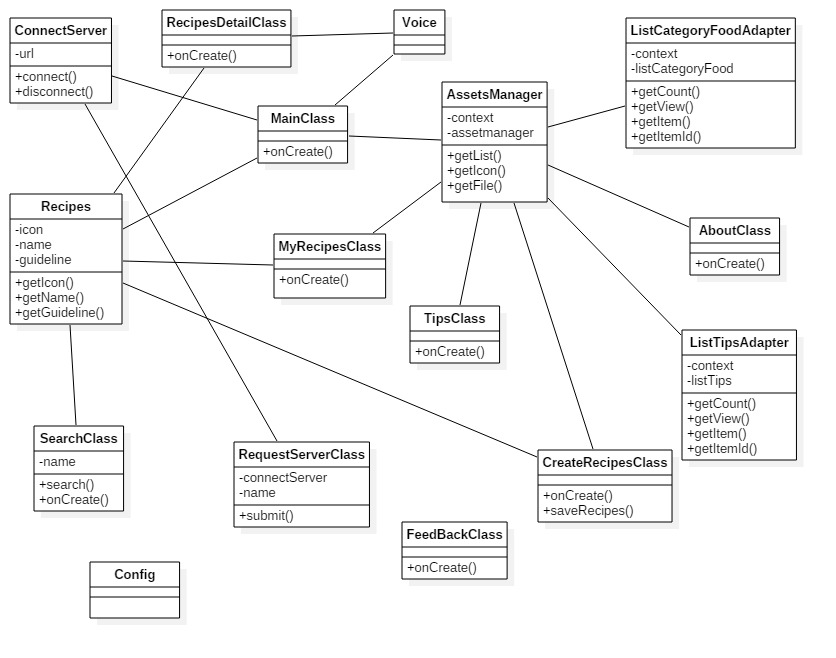 ConnectServer
-url
+connect()
+disconnect()
RecipesDetailClass
+onCreate()
Voice
ListCategoryFoodAdapter
-context
-listCategoryFood
+getCount()
+getView()
+getItem()
+getItemId()
MainClass
+onCreate()
AssetsManager
-context
-assetmanager
+getList()
+getIcon()
+getFile()
Recipes
-icon
-name
-guideline
+getIcon()
+getName()
+getGuideline()
MyRecipesClass
+onCreate()
AboutClass
+onCreate()
TipsClass
+onCreate()
ListTipsAdapter
-context
-listTips
+getCount()
+getView()
+getItem()
+getItemId()
SearchClass
-name
+search()
+onCreate()
RequestServerClass
-connectServer
-name
+submit()
CreateRecipesClass
+onCreate()
+saveRecipes()
FeedBackClass
+onCreate()
Config